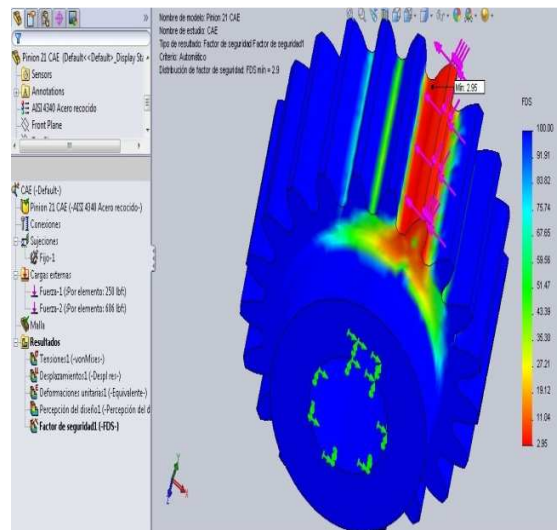 Pinion 21 CAE (Default<<Default>_Display Sta
Sensors
Annotations
AISI 4340 Acero recocido
Front Plane
CAE (-Default-)
Pinion 21 CAE (-AISI 4340 Acero recocido-)
Conexiones
Sujeciones
Fijo-1
Cargas externas
Fuerza-1 (:Por elemento: 250 lbf:)
Fuerza-2 (:Por elemento: 686 lbf:)
Malla
Resultados
Tensiones1 (-vonMises-)
Desplazamientos1 (-Despl res-)
Deformaciones unitarias1 (-Equivalente-)
Percepción del diseño1 (-Percepción del d
Factor de seguridad1 (-FDS-)
Nombre de modelo: Pinion 21 CAE
Nombre de estudio: CAE
Tipo de resultado: Factor de seguridad Factor de seguridad1
Criterio: Automático
Distribución de factor de seguridad: FDS mín = 2.9
Mín: 2.95
FDS
100.00
91.91
83.83
75.74
67.65
59.56
51.47
43.39
35.30
27.21
19.12
11.04
2.95